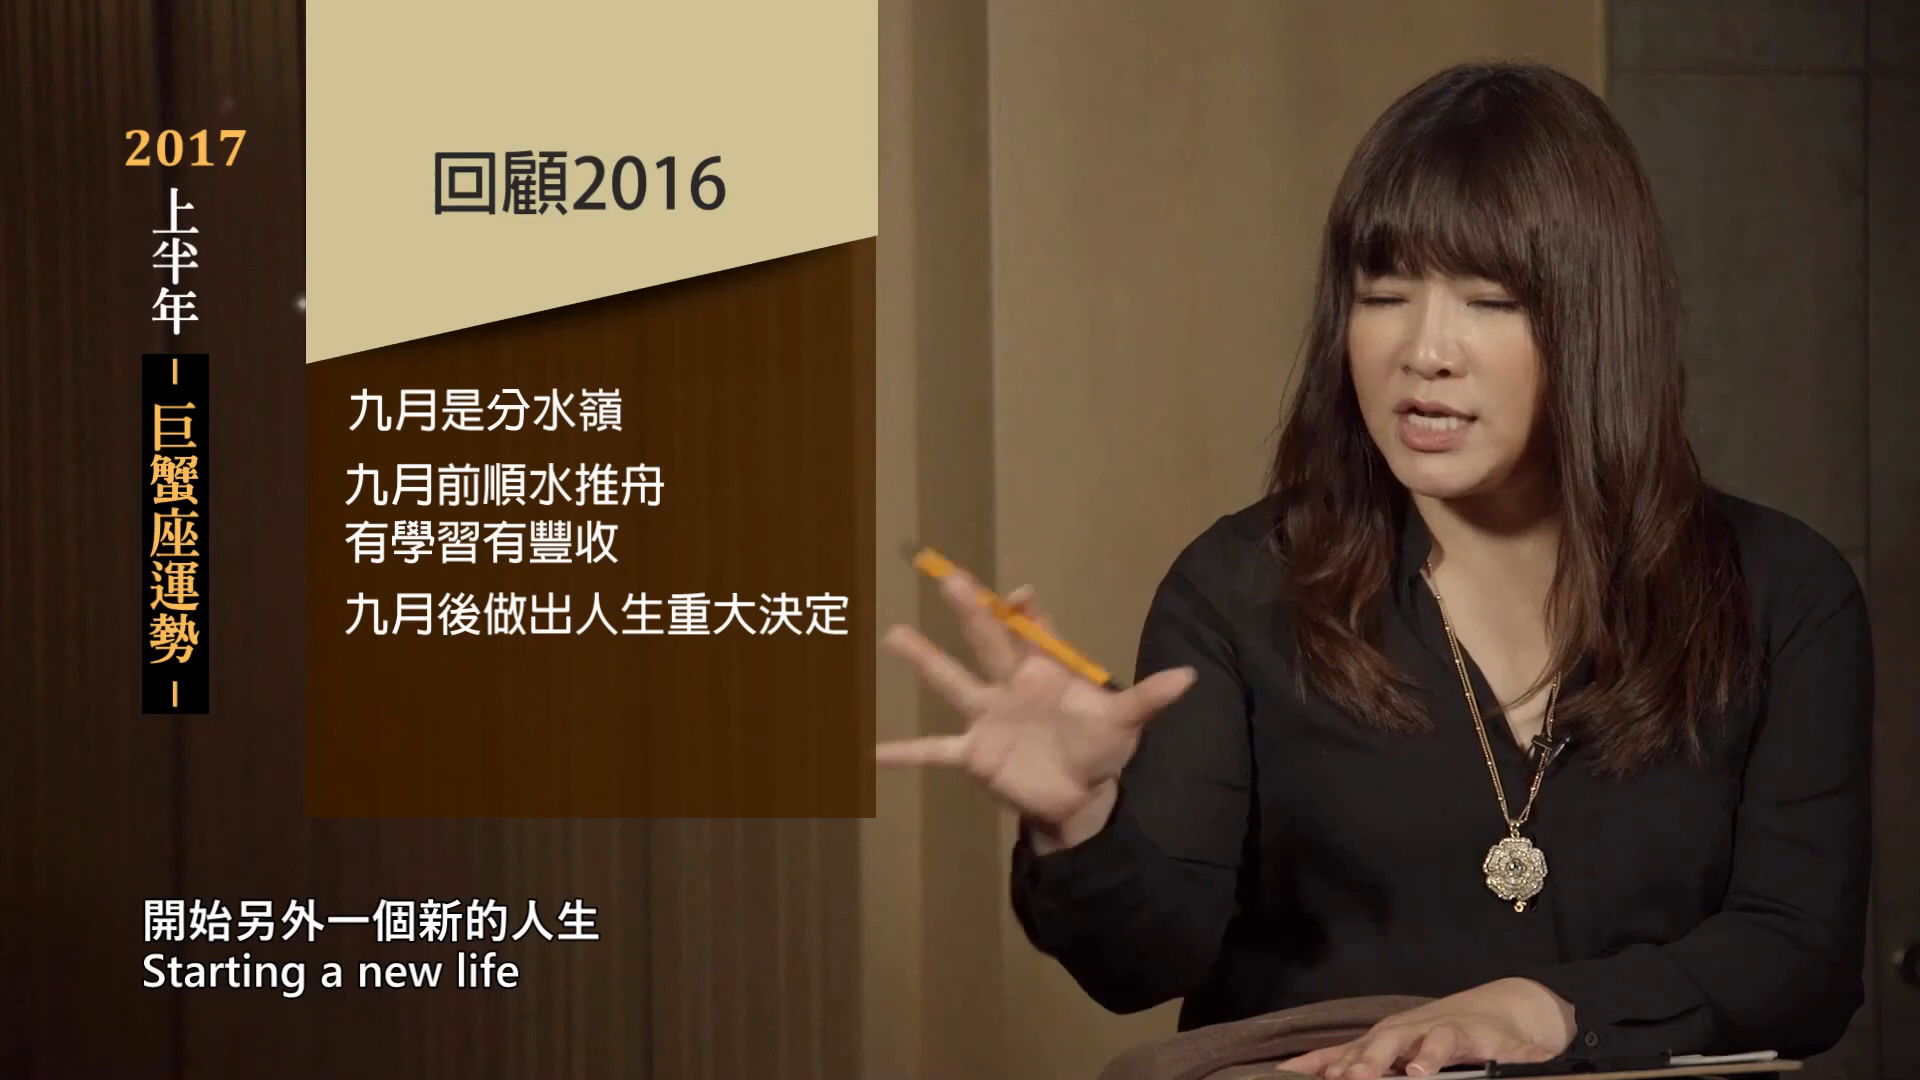 2017
上半年
巨蟹座運勢
回顧2016
九月是分水嶺
九月前順水推舟
有學習有豐收
九月後做出人生重大決定
開始另外一個新的人生
Starting a new life